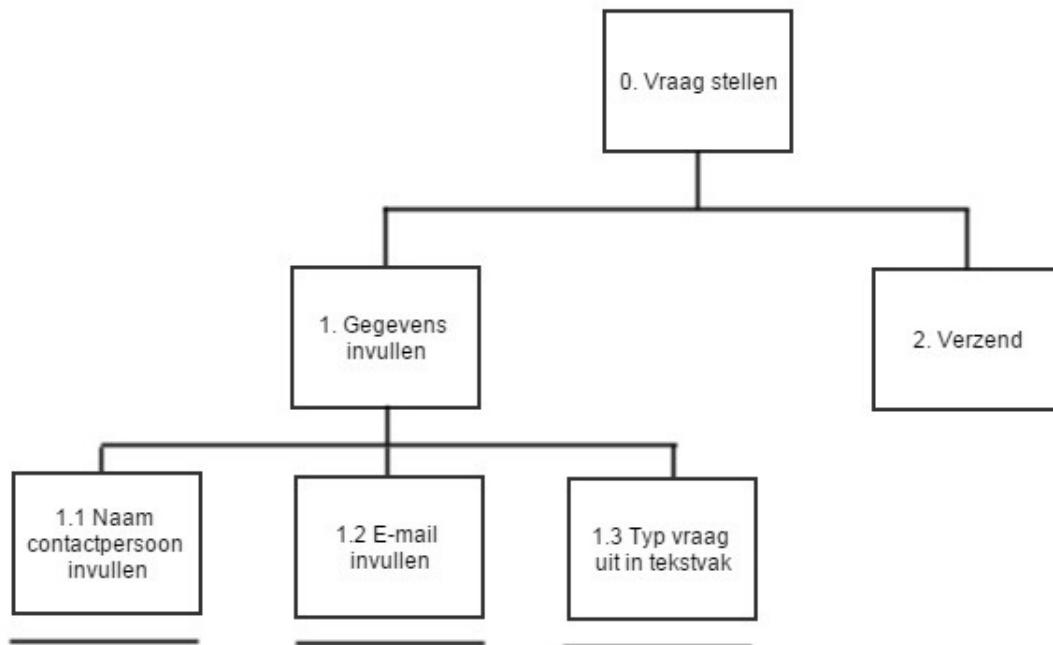 0. Vraag stellen
1. Gegevens
invullen
2. Verzend
1.1 Naam
contactpersoon
invullen
1.2 E-mail
invullen
1.3 Typ vraag
uit in tekstvak